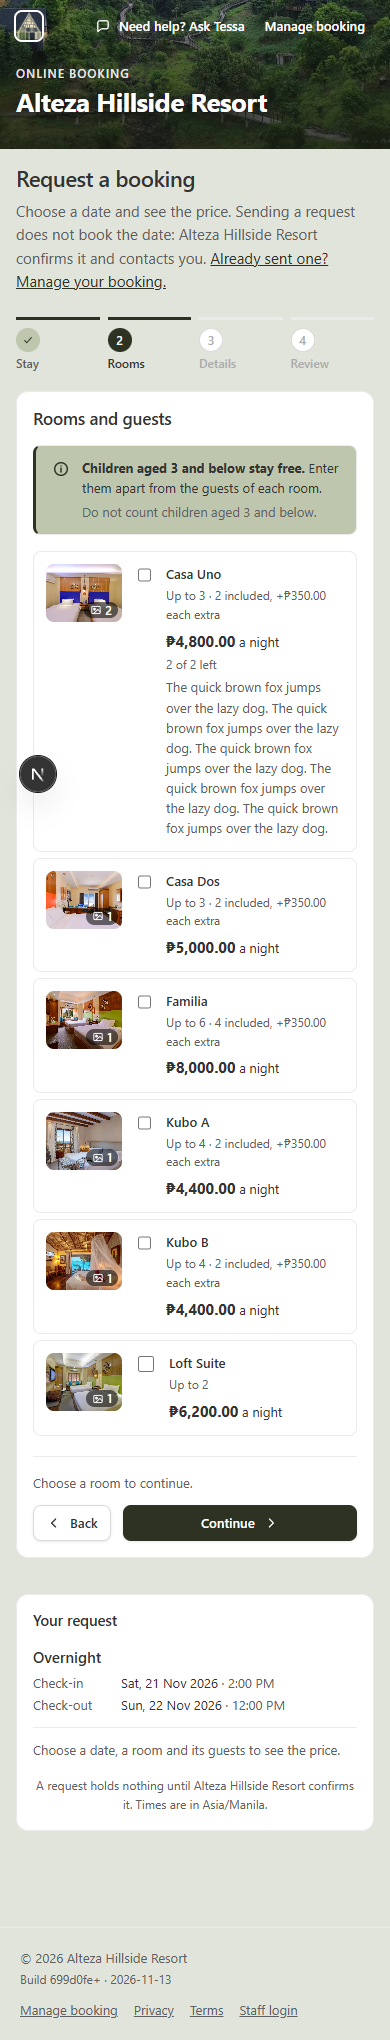 Need help? Ask Tessa
Manage booking
ONLINE BOOKING
Alteza Hillside Resort
Request a booking
Choose a date and see the price. Sending a request
does not book the date: Alteza Hillside Resort
confirms it and contacts you. Already sent one?
Manage your booking.
Stay
2
Rooms
3
Details
4
Review
Rooms and guests
Children aged 3 and below stay free. Enter
them apart from the guests of each room.
Do not count children aged 3 and below.
2
Casa Uno
Up to 3 · 2 included, +₱350.00
each extra
₱4,800.00 a night
2 of 2 left
The quick brown fox jumps
over the lazy dog. The quick
brown fox jumps over the lazy
dog. The quick brown fox
jumps over the lazy dog. The
quick brown fox jumps over
the lazy dog. The quick brown
fox jumps over the lazy dog.
N
1
Casa Dos
Up to 3 · 2 included, +₱350.00
each extra
₱5,000.00 a night
1
Familia
Up to 6 · 4 included, +₱350.00
each extra
₱8,000.00 a night
1
Kubo A
Up to 4 · 2 included, +₱350.00
each extra
₱4,400.00 a night
1
Kubo B
Up to 4 · 2 included, +₱350.00
each extra
₱4,400.00 a night
1
Loft Suite
Up to 2
₱6,200.00 a night
Choose a room to continue.
Back
Continue
Your request
Overnight
Check-in Sat, 21 Nov 2026 · 2:00 PM
Check-out Sun, 22 Nov 2026 · 12:00 PM
Choose a date, a room and its guests to see the price.
A request holds nothing until Alteza Hillside Resort confirms
it. Times are in Asia/Manila.
© 2026 Alteza Hillside Resort
Build 699d0fe+ · 2026-11-13
Manage booking Privacy Terms Staff login